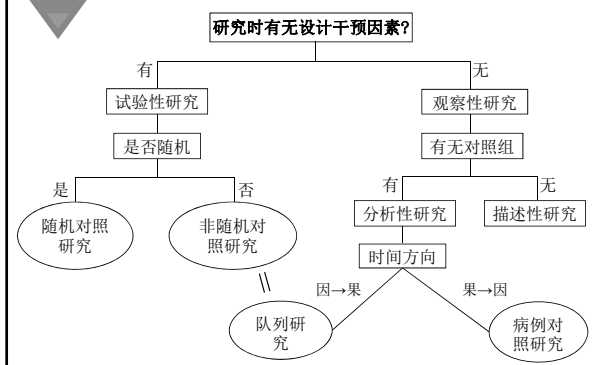 研究时有无设计干预因素?
有
无
试验性研究
观察性研究
是否随机
有无对照组
是
否
有
无
随机对照
研究
非随机对
照研究
分析性研究
描述性研究
时间方向
因→果
果→因
队列研
究
病例对
照研究